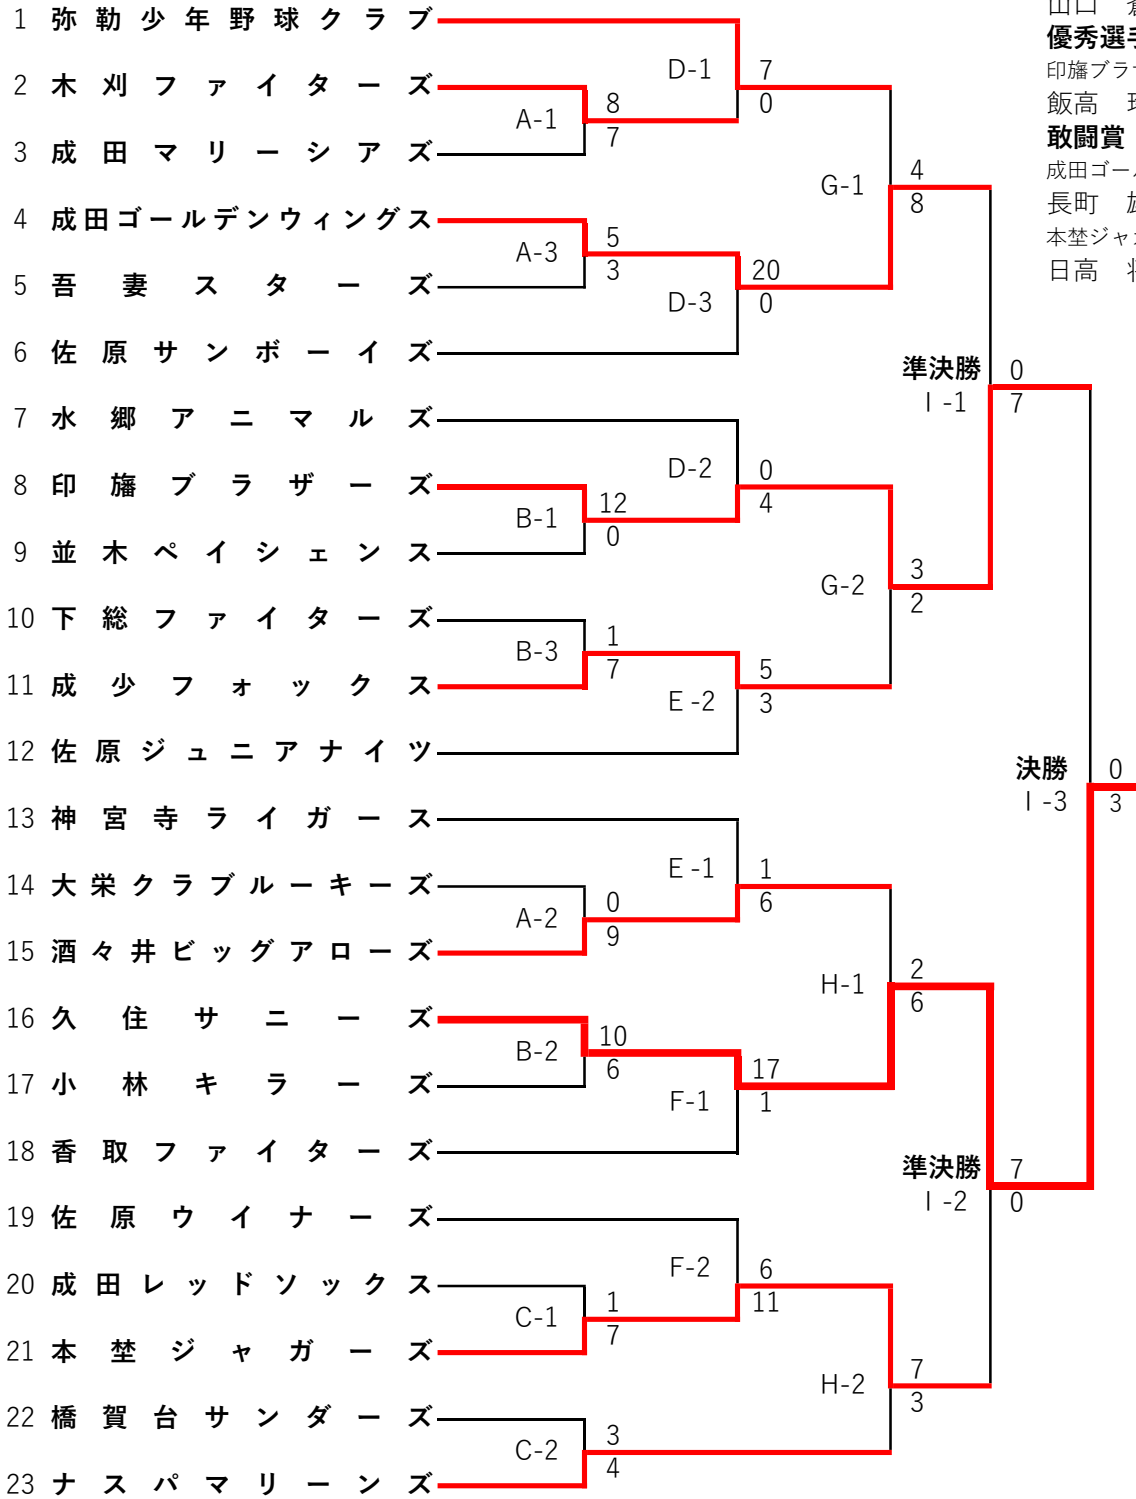 1 弥勒少年野球クラブ
2 木刈ファイターズ
3 成田マリーシアズ
4 成田ゴールデンウィングス
5 吾妻スターズ
6 佐原サンボーイズ
7 水郷アニマルズ
8 印旛ブラザーズ
9 並木ペイシェンス
10 下総ファイターズ
11 成少フォックス
12 佐原ジュニアナイツ
13 神宮寺ライガース
14 大栄クラブルーキーズ
15 酒々井ビッグアローズ
16 久住サニーズ
17 小林キラーズ
18 香取ファイターズ
19 佐原ウイナーズ
20 成田レッドソックス
21 本埜ジャガーズ
22 橋賀台サンダーズ
23 ナスパマリーンズ
A-1 8
7
A-3 5
3
B-1 12
0
B-3 1
7
A-2 0
9
B-2 10
6
C-1 1
7
C-2 3
4
D-1 7
0
D-3 20
0
D-2 0
4
E-2 5
3
E-1 1
6
F-1 17
1
F-2 6
11
G-1 4
8
G-2 3
2
H-1 2
6
H-2 7
3
準決勝 0
I-1 7
準決勝 7
I-2 0
決勝 0
I-3 3
山口
優秀選
印旛ブラ
飯高
敢闘賞
成田ゴー
長町
本埜ジャ
日高